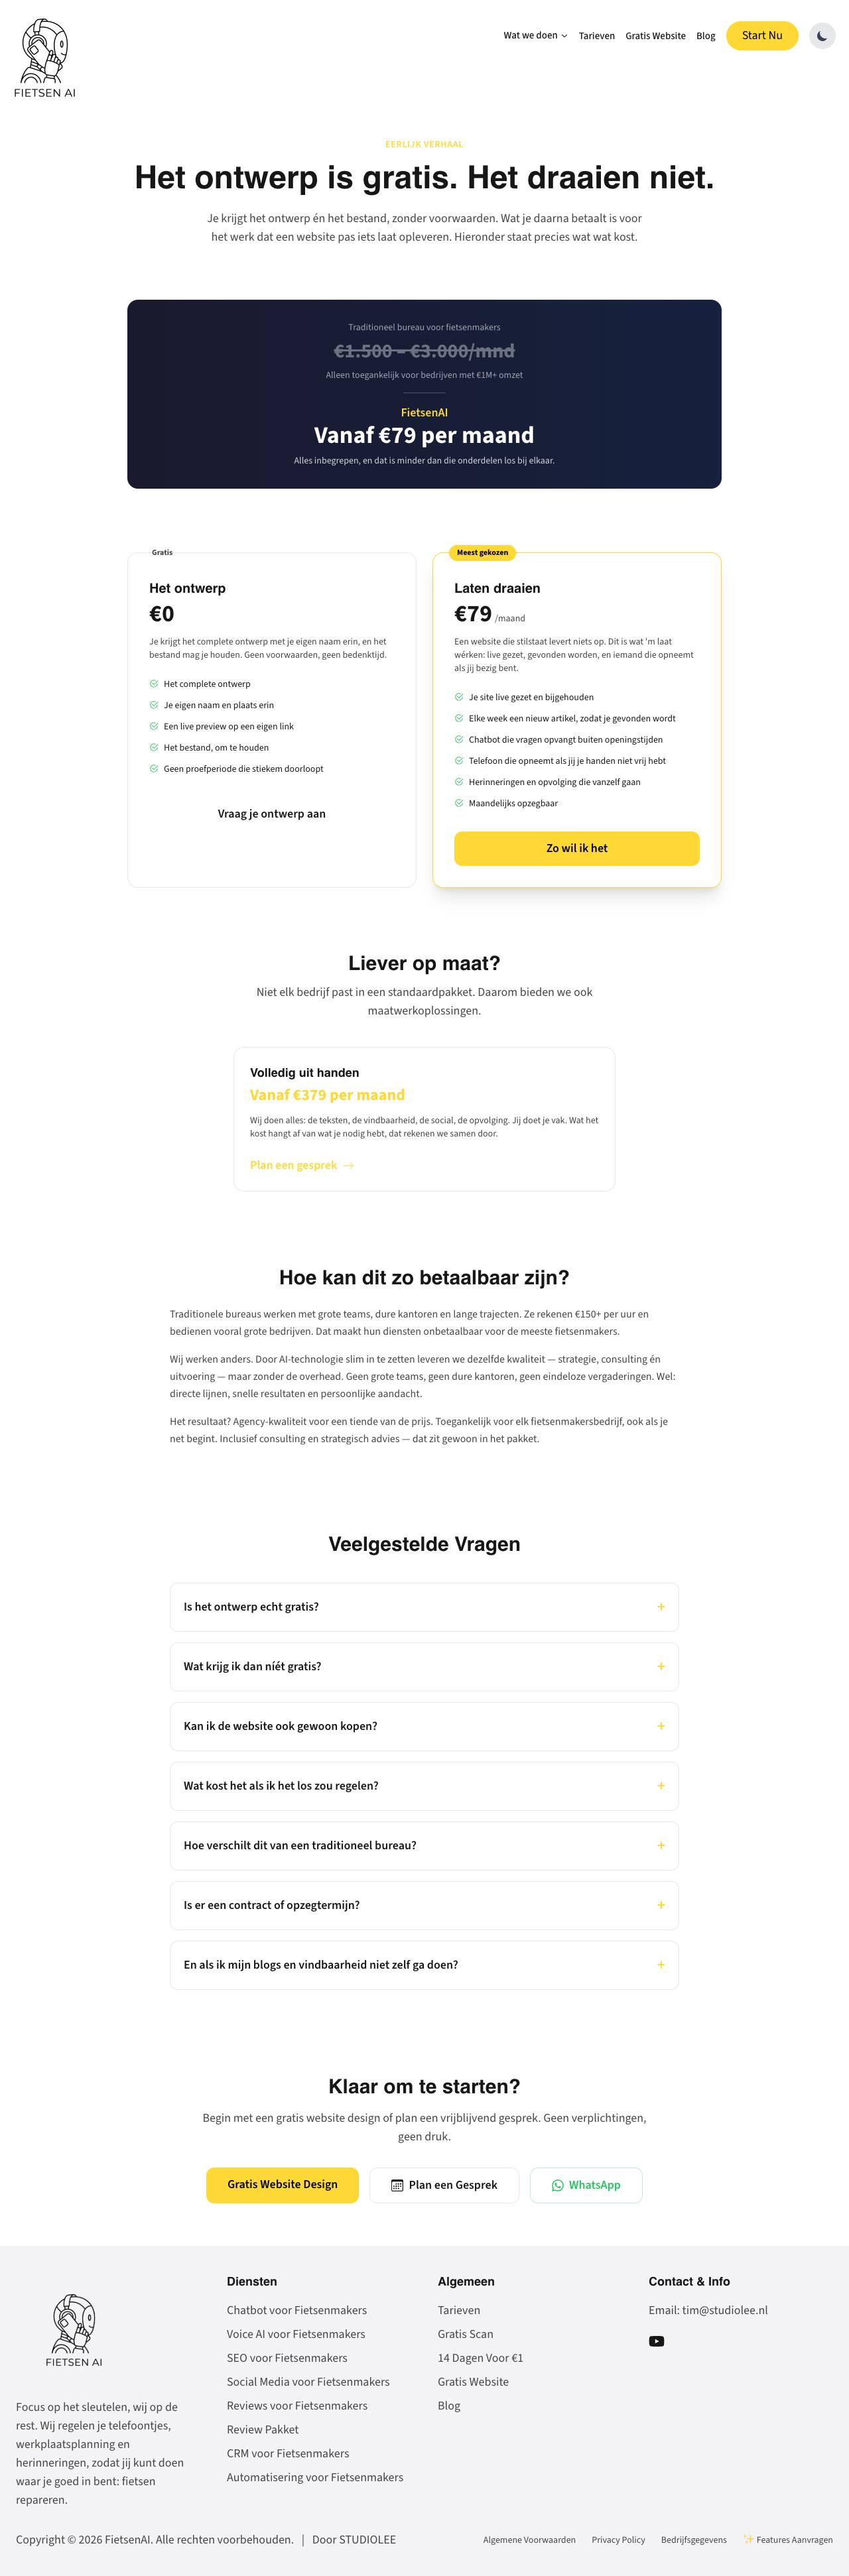 FIETSEN AI
Wat we doen
Tarieven
Gratis Website
Blog
Start Nu
EERLIJK VERHAAL
Het ontwerp is gratis. Het draaien niet.
Je krijgt het ontwerp én het bestand, zonder voorwaarden. Wat je daarna betaalt is voor
het werk dat een website pas iets laat opleveren. Hieronder staat precies wat wat kost.
Traditioneel bureau voor fietsenmakers
€1.500 – €3.000/mnd
Alleen toegankelijk voor bedrijven met €1M+ omzet
FietsenAI
Vanaf €79 per maand
Alles inbegrepen, en dat is minder dan die onderdelen los bij elkaar.
Gratis
Het ontwerp
€0
Je krijgt het complete ontwerp met je eigen naam erin, en het
bestand mag je houden. Geen voorwaarden, geen bedenktijd.
Het complete ontwerp
Je eigen naam en plaats erin
Een live preview op een eigen link
Het bestand, om te houden
Geen proefperiode die stiekem doorloopt
Vraag je ontwerp aan
Meest gekozen
Laten draaien
€79 /maand
Een website die stilstaat levert niets op. Dit is wat 'm laat
wérken: live gezet, gevonden worden, en iemand die opneemt
als jij bezig bent.
Je site live gezet en bijgehouden
Elke week een nieuw artikel, zodat je gevonden wordt
Chatbot die vragen opvangt buiten openingstijden
Telefoon die opneemt als jij je handen niet vrij hebt
Herinneringen en opvolging die vanzelf gaan
Maandelijks opzegbaar
Zo wil ik het
Liever op maat?
Niet elk bedrijf past in een standaardpakket. Daarom bieden we ook
maatwerkoplossingen.
Volledig uit handen
Vanaf €379 per maand
Wij doen alles: de teksten, de vindbaarheid, de social, de opvolging. Jij doet je vak. Wat het
kost hangt af van wat je nodig hebt, dat rekenen we samen door.
Plan een gesprek →
Hoe kan dit zo betaalbaar zijn?
Traditionele bureaus werken met grote teams, dure kantoren en lange trajecten. Ze rekenen €150+ per uur en
bedienen vooral grote bedrijven. Dat maakt hun diensten onbetaalbaar voor de meeste fietsenmakers.
Wij werken anders. Door AI-technologie slim in te zetten leveren we dezelfde kwaliteit — strategie, consulting én
uitvoering — maar zonder de overhead. Geen grote teams, geen dure kantoren, geen eindeloze vergaderingen. Wel:
directe lijnen, snelle resultaten en persoonlijke aandacht.
Het resultaat? Agency-kwaliteit voor een tiende van de prijs. Toegankelijk voor elk fietsenmakersbedrijf, ook als je
net begint. Inclusief consulting en strategisch advies — dat zit gewoon in het pakket.
Veelgestelde Vragen
Is het ontwerp echt gratis? +
Wat krijg ik dan níét gratis? +
Kan ik de website ook gewoon kopen? +
Wat kost het als ik het los zou regelen? +
Hoe verschilt dit van een traditioneel bureau? +
Is er een contract of opzegtermijn? +
En als ik mijn blogs en vindbaarheid niet zelf ga doen? +
Klaar om te starten?
Begin met een gratis website design of plan een vrijblijvend gesprek. Geen verplichtingen,
geen druk.
Gratis Website Design
Plan een Gesprek
WhatsApp
FIETSEN AI
Focus op het sleutelen, wij op de
rest. Wij regelen je telefoontjes,
werkplaatsplanning en
herinneringen, zodat jij kunt doen
waar je goed in bent: fietsen
repareren.
Diensten
Chatbot voor Fietsenmakers
Voice AI voor Fietsenmakers
SEO voor Fietsenmakers
Social Media voor Fietsenmakers
Reviews voor Fietsenmakers
Review Pakket
CRM voor Fietsenmakers
Automatisering voor Fietsenmakers
Algemeen
Tarieven
Gratis Scan
14 Dagen Voor €1
Gratis Website
Blog
Contact & Info
Email: tim@studiolee.nl
Copyright © 2026 FietsenAI. Alle rechten voorbehouden. | Door STUDIOLEE
Algemene Voorwaarden
Privacy Policy
Bedrijfsgegevens
✨ Features Aanvragen